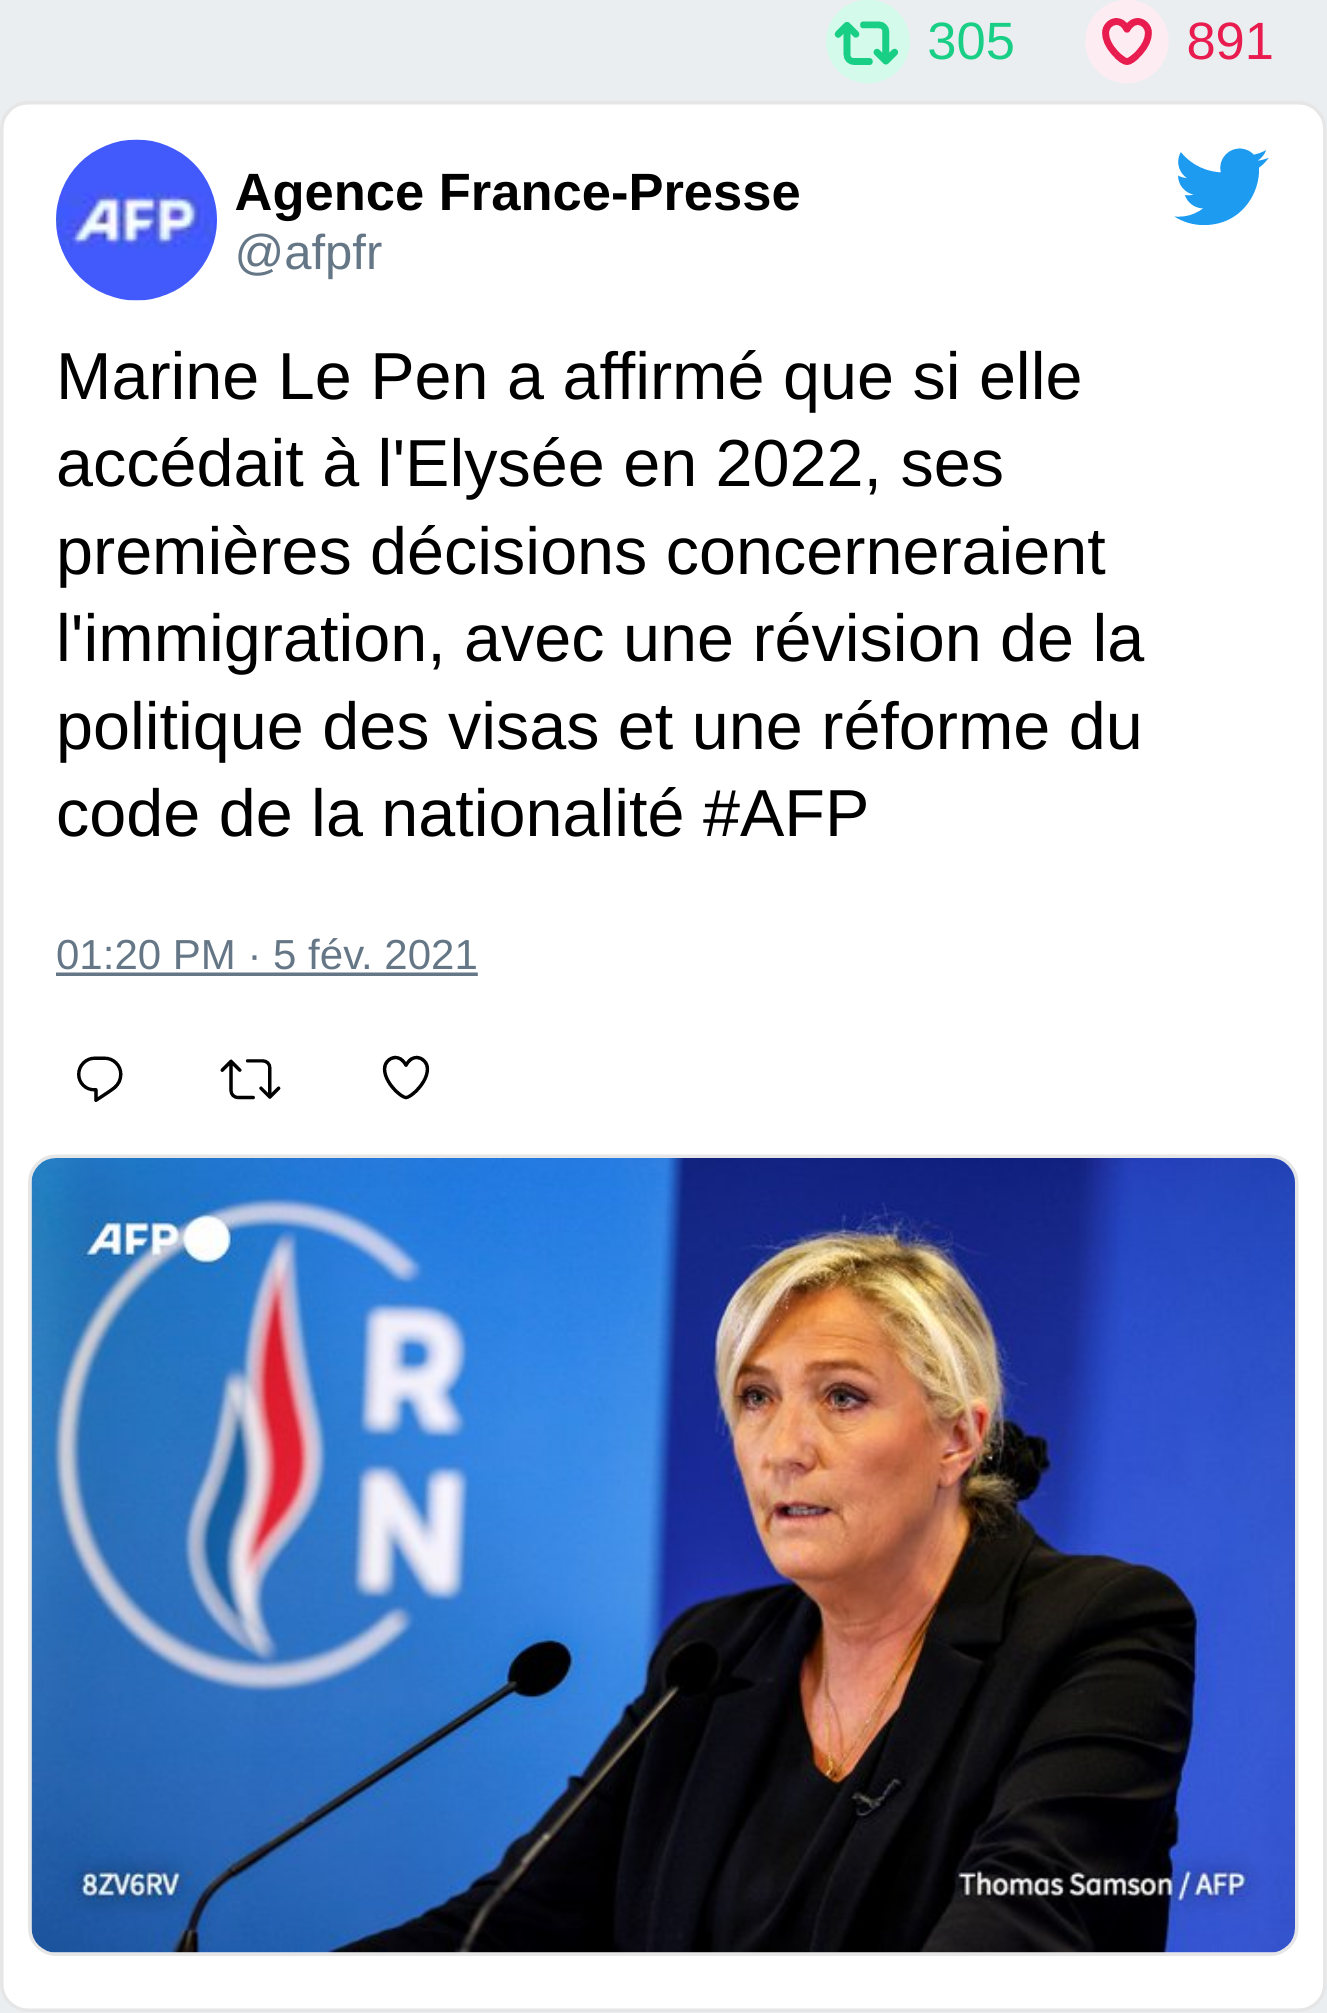 305 891
AFP
Agence France-Presse
@afpfr
Marine Le Pen a affirmé que si elle
accédait à l'Elysée en 2022, ses
premières décisions concerneraient
l'immigration, avec une révision de la
politique des visas et une réforme du
code de la nationalité #AFP
01:20 PM · 5 fév. 2021
AFP
R
N
8ZV6RV
Thomas Samson / AFP